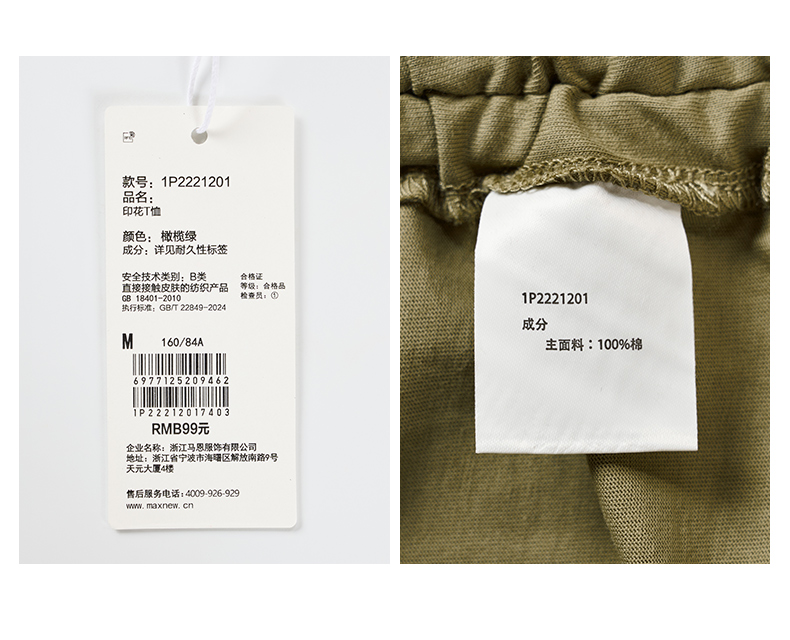 款号：1P2221201
品名：
印花T恤
颜色：橄榄绿
成分：详见耐久性标签
安全技术类别：B类
直接接触皮肤的纺织产品
GB 18401-2010
执行标准：GB/T 22849-2024
合格证
等级：合格品
检查员：①
M 160/84A
6977125209462
1P22212017403
RMB99元
企业名称：浙江马恩服饰有限公司
地址：浙江省宁波市海曙区解放南路9号
天元大厦4楼
售后服务电话：4009-926-929
www.maxnew.cn
1P2221201
成分
主面料：100%棉